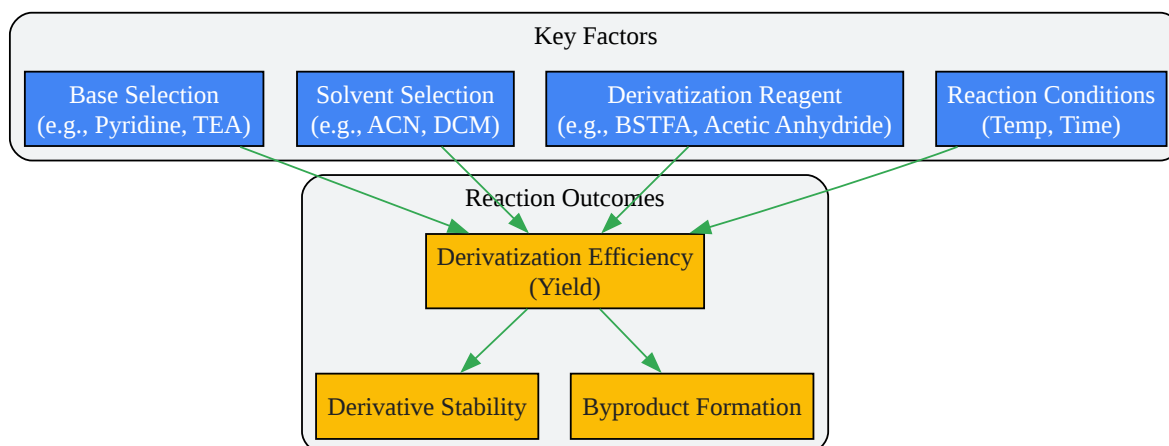 Key Factors
Base Selection
(e.g., Pyridine, TEA)
Solvent Selection
(e.g., ACN, DCM)
Derivatization Reagent
(e.g., BSTFA, Acetic Anhydride)
Reaction Conditions
(Temp, Time)
Reaction Outcomes
Derivatization Efficiency
(Yield)
Derivative Stability
Byproduct Formation